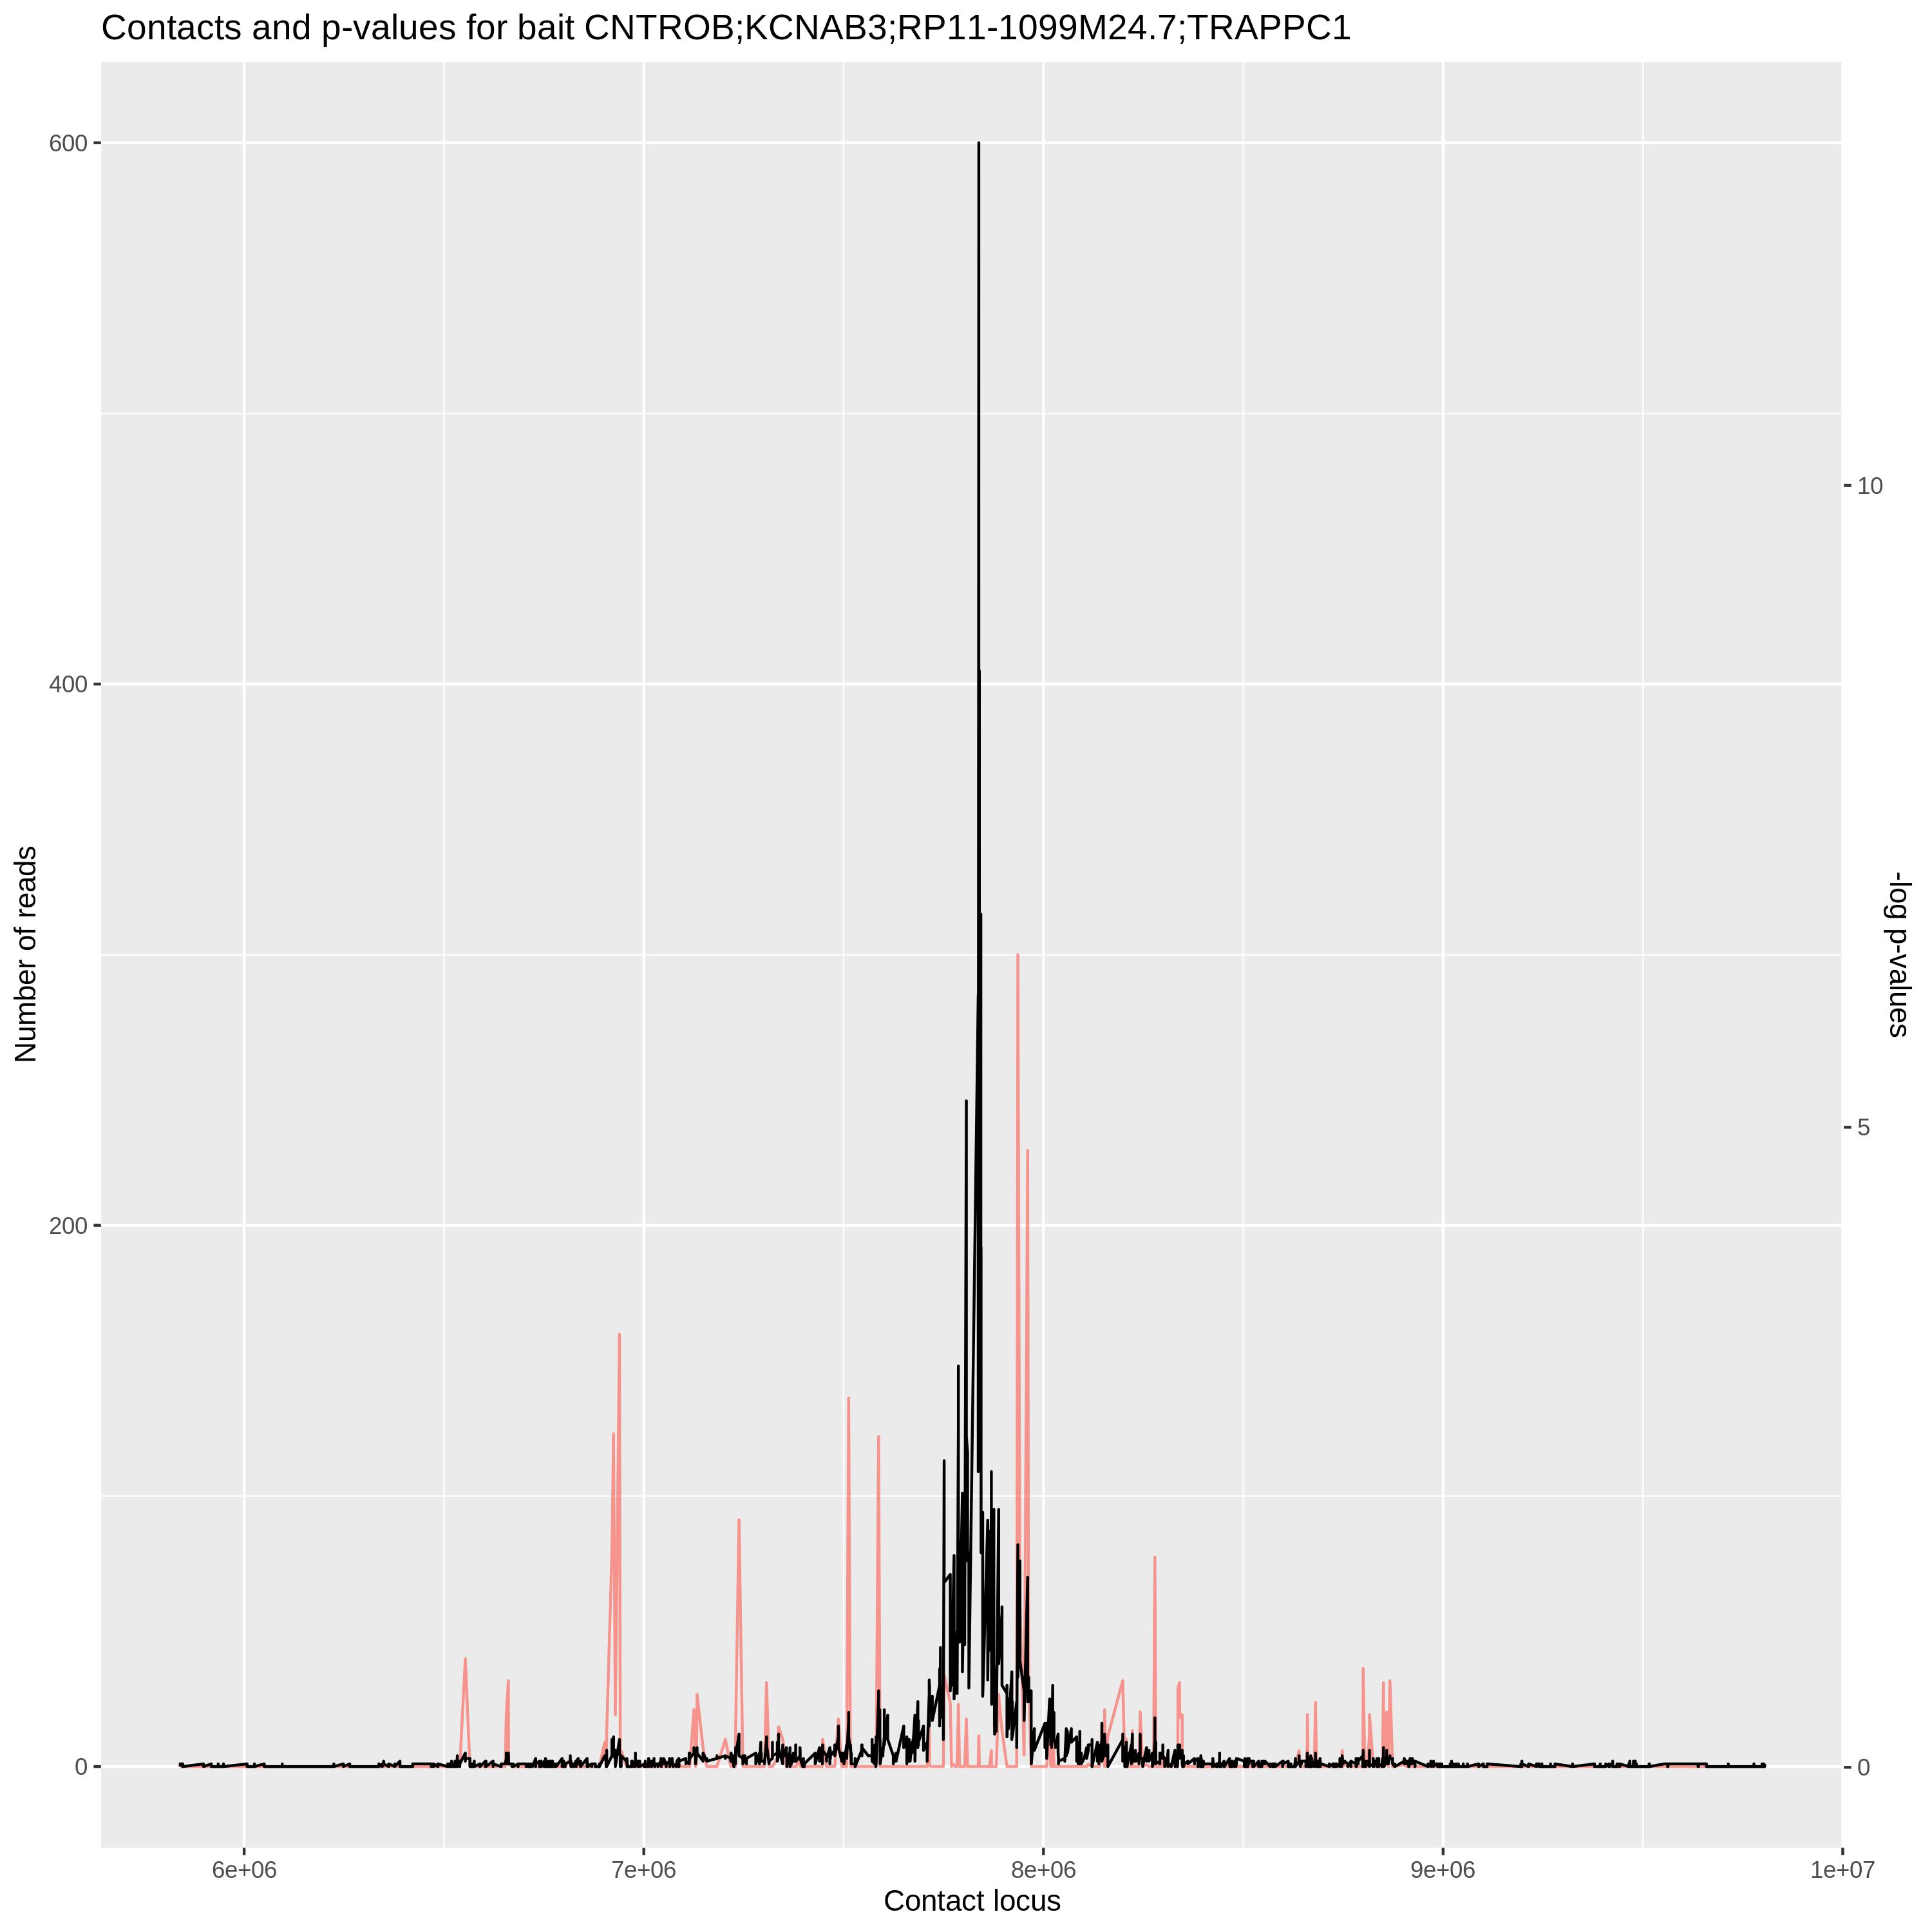 Contacts and p-values for bait CNTROB;KCNAB3;RP11-1099M24.7;TRAPPC1
600
400
200
0
Number of reads
10
5
0
-log p-values
6e+06
7e+06
8e+06
9e+06
1e+07
Contact locus